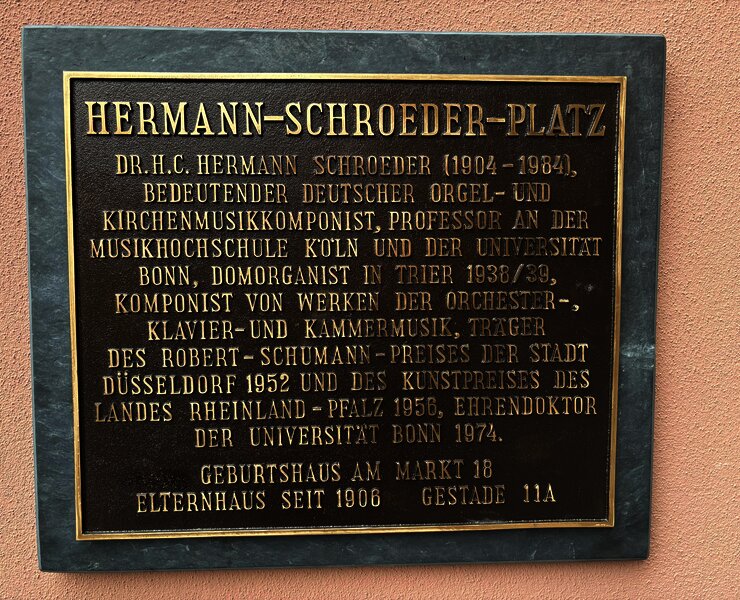 HERMANN-SCHROEDER-PLATZ
DR.H.C. HERMANN SCHROEDER (1904-1984),
BEDEUTENDER DEUTSCHER ORGEL- UND
KIRCHENMUSIKKOMPONIST, PROFESSOR AN DER
MUSIKHOCHSCHULE KÖLN UND DER UNIVERSITÄT
BONN, DOMORGANIST IN TRIER 1938/39,
KOMPONIST VON WERKEN DER ORCHESTER-,
KLAVIER-UND KAMMERMUSIK, TRÄGER
DES ROBERT-SCHUMANN-PREISES DER STADT
DÜSSELDORF 1952 UND DES KUNSTPREISES DES
LANDES RHEINLAND-PFALZ 1956, EHRENDOKTOR
DER UNIVERSITÄT BONN 1974.
GEBURTSHAUS AM MARKT 18
ELTERNHAUS SEIT 1906 GESTADE 11A